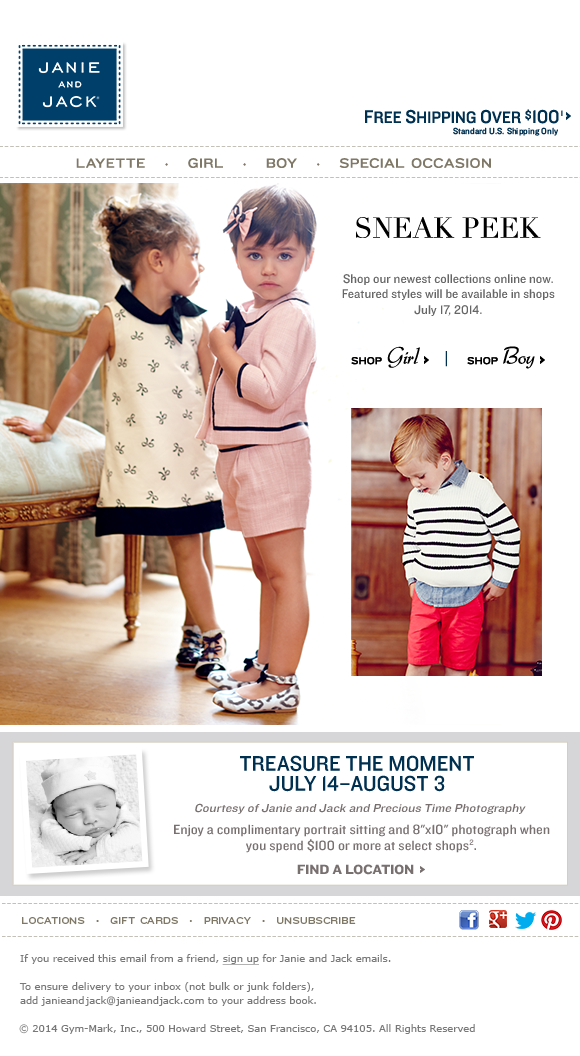 JANIE
AND
JACK®
FREE SHIPPING OVER $100¹
Standard U.S. Shipping Only
LAYETTE · GIRL · BOY · SPECIAL OCCASION
SNEAK PEEK
Shop our newest collections online now.
Featured styles will be available in shops
July 17, 2014.
SHOP Girl | SHOP Boy
TREASURE THE MOMENT
JULY 14–AUGUST 3
Courtesy of Janie and Jack and Precious Time Photography
Enjoy a complimentary portrait sitting and 8"x10" photograph when
you spend $100 or more at select shops².
FIND A LOCATION
LOCATIONS · GIFT CARDS · PRIVACY · UNSUBSCRIBE
If you received this email from a friend, sign up for Janie and Jack emails.
To ensure delivery to your inbox (not bulk or junk folders),
add janieandjack@janieandjack.com to your address book.
© 2014 Gym-Mark, Inc., 500 Howard Street, San Francisco, CA 94105. All Rights Reserved